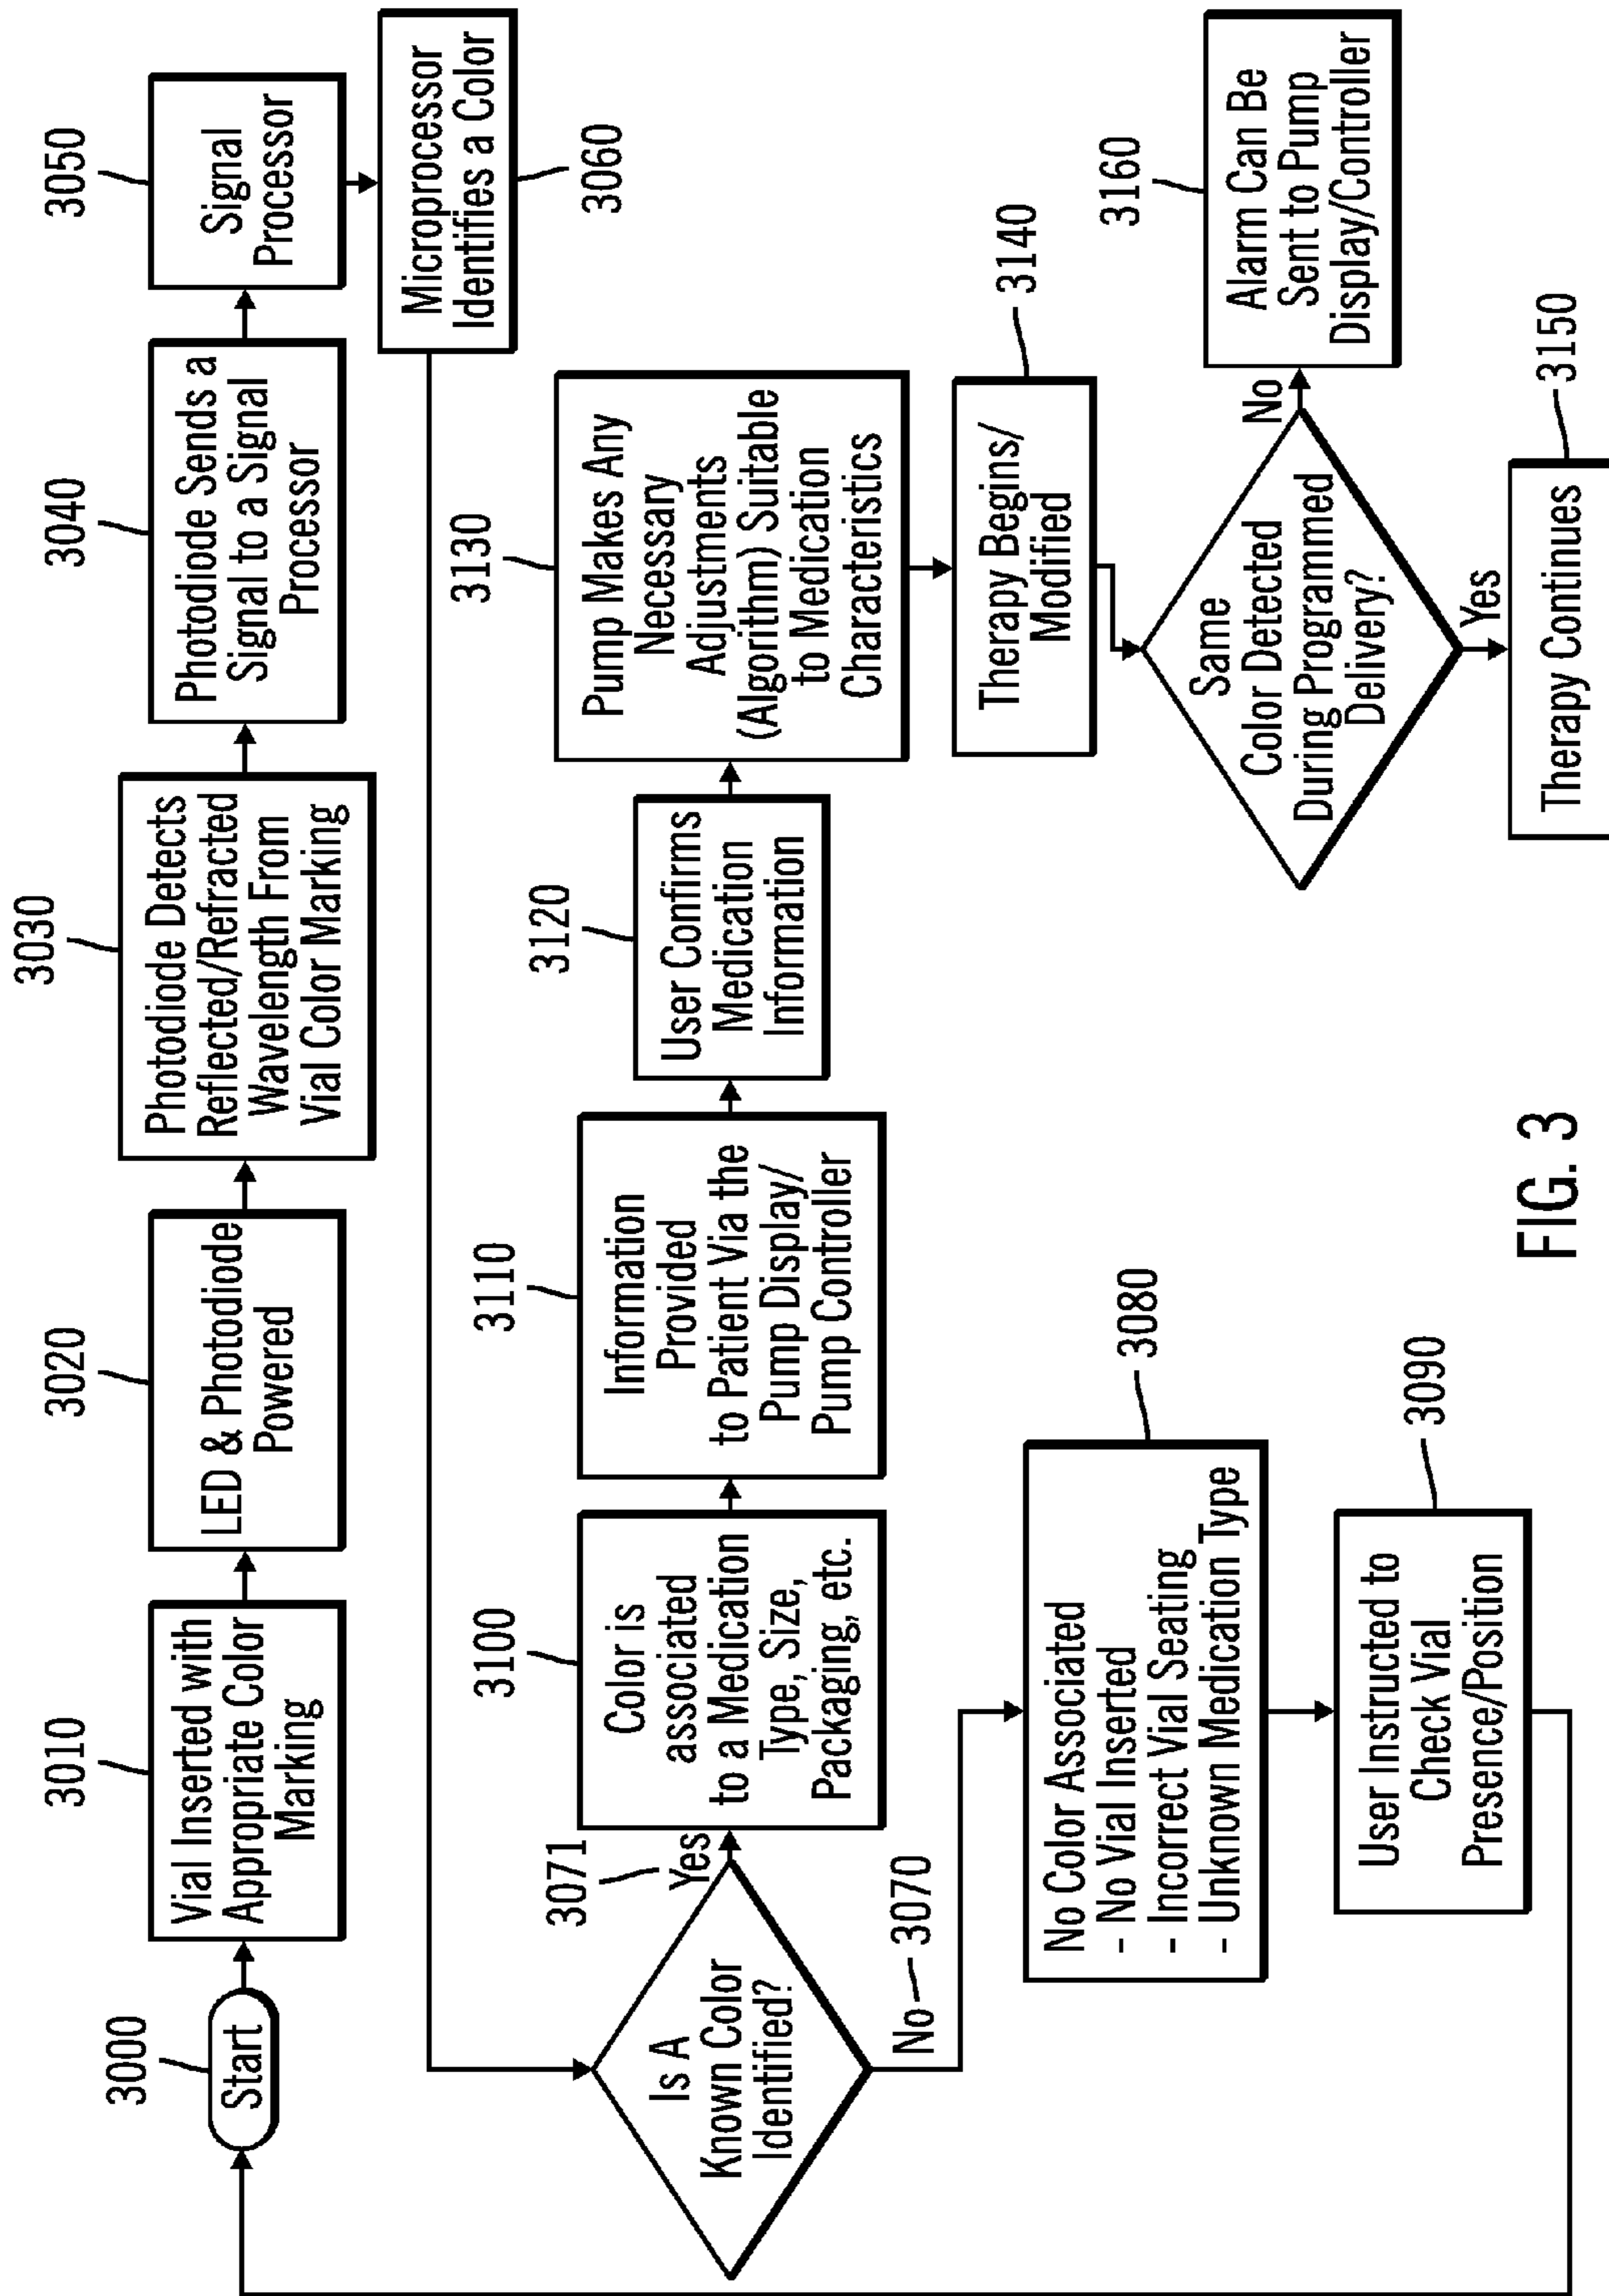 3000
Start
3010
Vial Inserted with
Appropriate Color
Marking
3020
LED & Photodiode
Powered
3030
Photodiode Detects
Reflected/Refracted
Wavelength From
Vial Color Marking
3040
Photodiode Sends a
Signal to a Signal
Processor
3050
Signal
Processor
Microprocessor
Identifies a Color
3060
Is A
Known Color
Identified?
3071
Yes
No
3070
3100
Color is
associated
to a Medication
Type, Size,
Packaging, etc.
3110
Information
Provided
to Patient Via the
Pump Display/
Pump Controller
3120
User Confirms
Medication
Information
3130
Pump Makes Any
Necessary
Adjustments
(Algorithm) Suitable
to Medication
Characteristics
Therapy Begins/
Modified
3140
Same
Color Detected
During Programmed
Delivery?
No
Yes
3160
Alarm Can Be
Sent to Pump
Display/Controller
Therapy Continues
3150
No Color Associated
- No Vial Inserted
- Incorrect Vial Seating
- Unknown Medication Type
3080
User Instructed to
Check Vial
Presence/Position
3090
FIG. 3